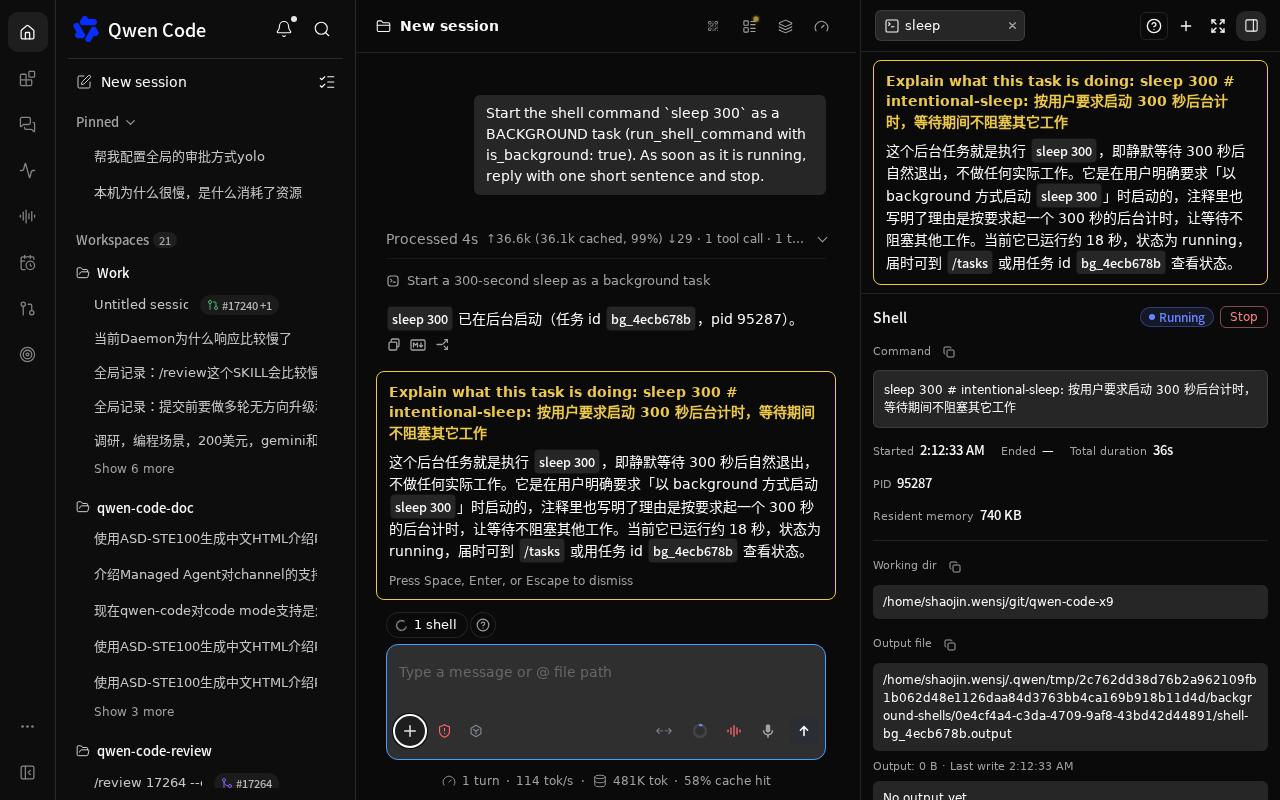 Qwen Code
New session
Pinned
帮我配置全局的审批方式yolo
本机为什么很慢，是什么消耗了资源
Workspaces 21
Work
Untitled sessic #17240 +1
当前Daemon为什么响应比较慢了
全局记录：/review这个SKILL会比较慢
全局记录：提交前要做多轮无方向升级
调研，编程场景，200美元，gemini和
Show 6 more
qwen-code-doc
使用ASD-STE100生成中文HTML介绍
介绍Managed Agent对channel的支持
现在qwen-code对code mode支持是
使用ASD-STE100生成中文HTML介绍
使用ASD-STE100生成中文HTML介绍
Show 3 more
qwen-code-review
/review 17264 -- #17264
New session
Start the shell command `sleep 300` as a
BACKGROUND task (run_shell_command with
is_background: true). As soon as it is running,
reply with one short sentence and stop.
Processed 4s ↑36.6k (36.1k cached, 99%) ↓29 · 1 tool call · 1 t...
Start a 300-second sleep as a background task
sleep 300 已在后台启动（任务 id bg_4ecb678b，pid 95287）。
Explain what this task is doing: sleep 300 #
intentional-sleep: 按用户要求启动 300 秒后台计时，等待期间
不阻塞其它工作
这个后台任务就是执行 sleep 300，即静默等待 300 秒后自然退出，
不做任何实际工作。它是在用户明确要求「以 background 方式启动
sleep 300」时启动的，注释里也写明了理由是按要求起一个 300 秒
的后台计时，让等待不阻塞其他工作。当前它已运行约 18 秒，状态为
running，届时可到 /tasks 或用任务 id bg_4ecb678b 查看状态。
Press Space, Enter, or Escape to dismiss
1 shell
Type a message or @ file path
1 turn · 114 tok/s · 481K tok · 58% cache hit
sleep
Explain what this task is doing: sleep 300 #
intentional-sleep: 按用户要求启动 300 秒后台计
时，等待期间不阻塞其它工作
这个后台任务就是执行 sleep 300，即静默等待 300 秒后
自然退出，不做任何实际工作。它是在用户明确要求「以
background 方式启动 sleep 300」时启动的，注释里也
写明了理由是按要求起一个 300 秒的后台计时，让等待不
阻塞其他工作。当前它已运行约 18 秒，状态为 running，
届时可到 /tasks 或用任务 id bg_4ecb678b 查看状态。
Shell Running Stop
Command
sleep 300 # intentional-sleep: 按用户要求启动 300 秒后台计时，
等待期间不阻塞其它工作
Started 2:12:33 AM Ended — Total duration 36s
PID 95287
Resident memory 740 KB
Working dir
/home/shaojin.wensj/git/qwen-code-x9
Output file
/home/shaojin.wensj/.qwen/tmp/2c762dd38d76b2a962109fb
1b062d48e1126daa84d3763bb4ca169b918b11d4d/backgr
ound-shells/0e4cf4a4-c3da-4709-9af8-43bd42d44891/shell-
bg_4ecb678b.output
Output: 0 B · Last write 2:12:33 AM
No output yet